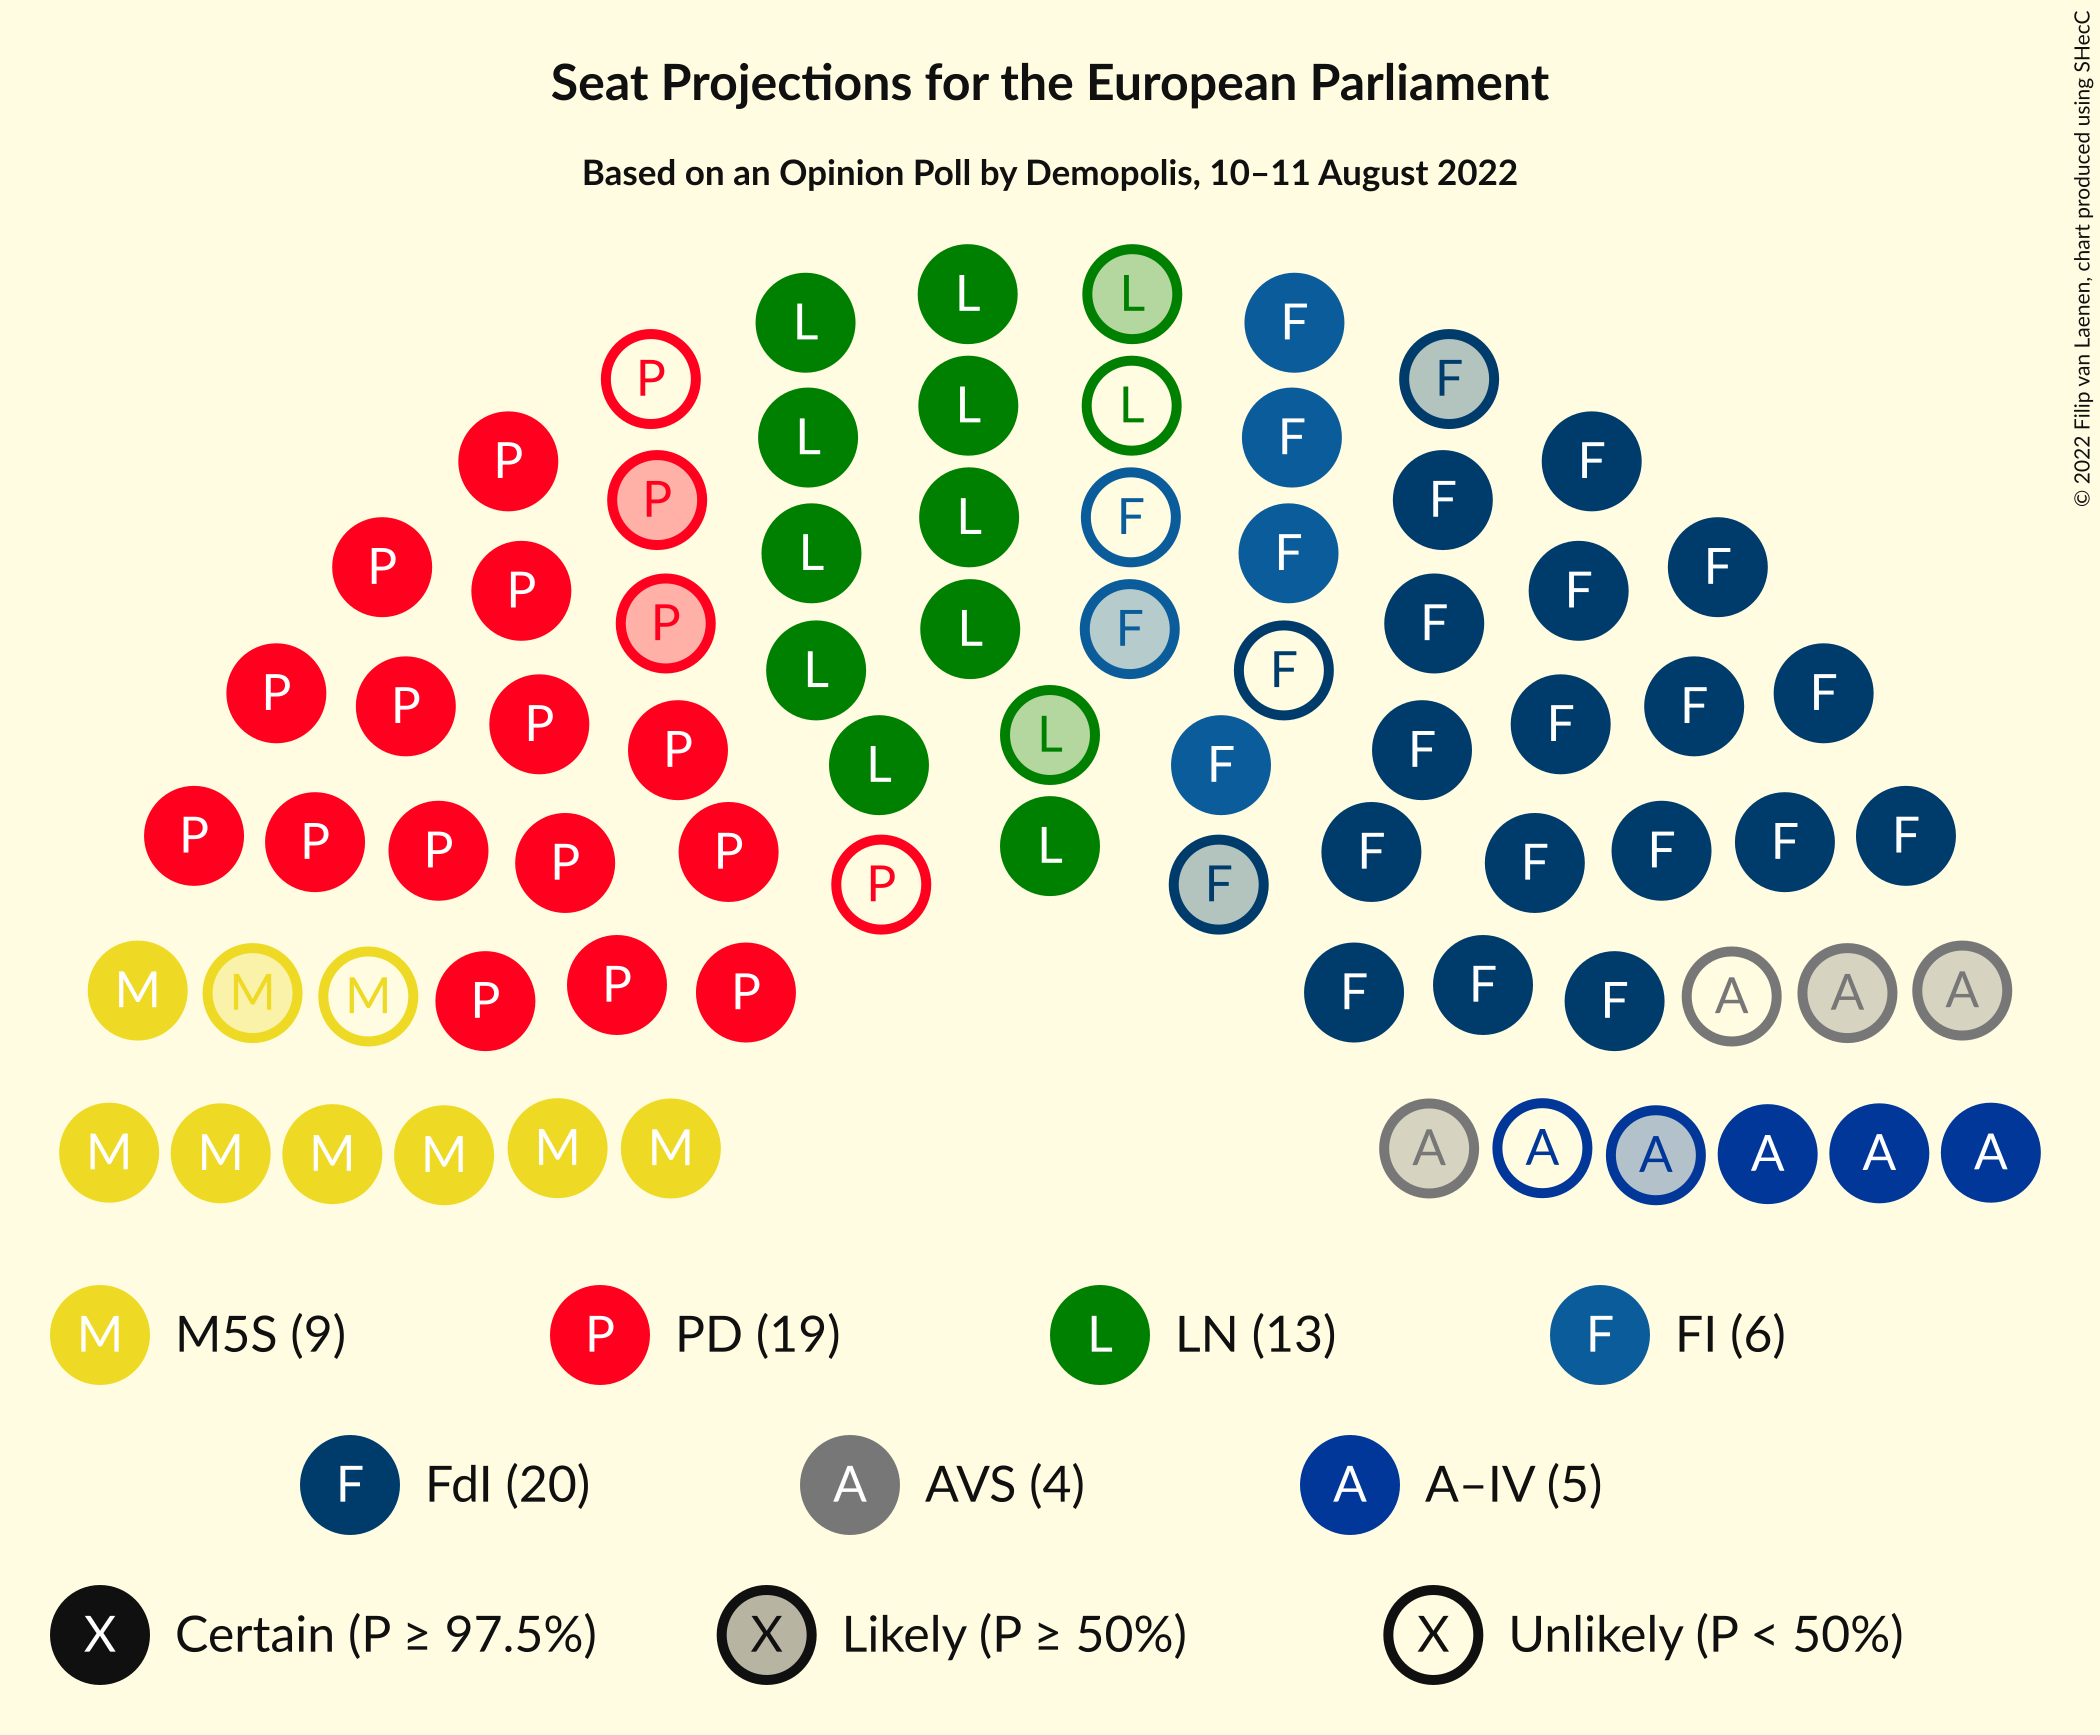 Seat Projections for the European Parliament
Based on an Opinion Poll by Demopolis, 10–11 August 2022
© 2022 Filip van Laenen, chart produced using SHecC
L L L F
P L L L F F
P P L L F F F F
P P P L L F F F F F
P P P P L L F F F F F F
P P P P P P L F F F F F F
M M M P P P F F F A A A
M M M M M M A A A A A A
M M5S (9) P PD (19) L LN (13) F FI (6)
F FdI (20) A AVS (4) A A–IV (5)
X Certain (P ≥ 97.5%) X Likely (P ≥ 50%) X Unlikely (P < 50%)